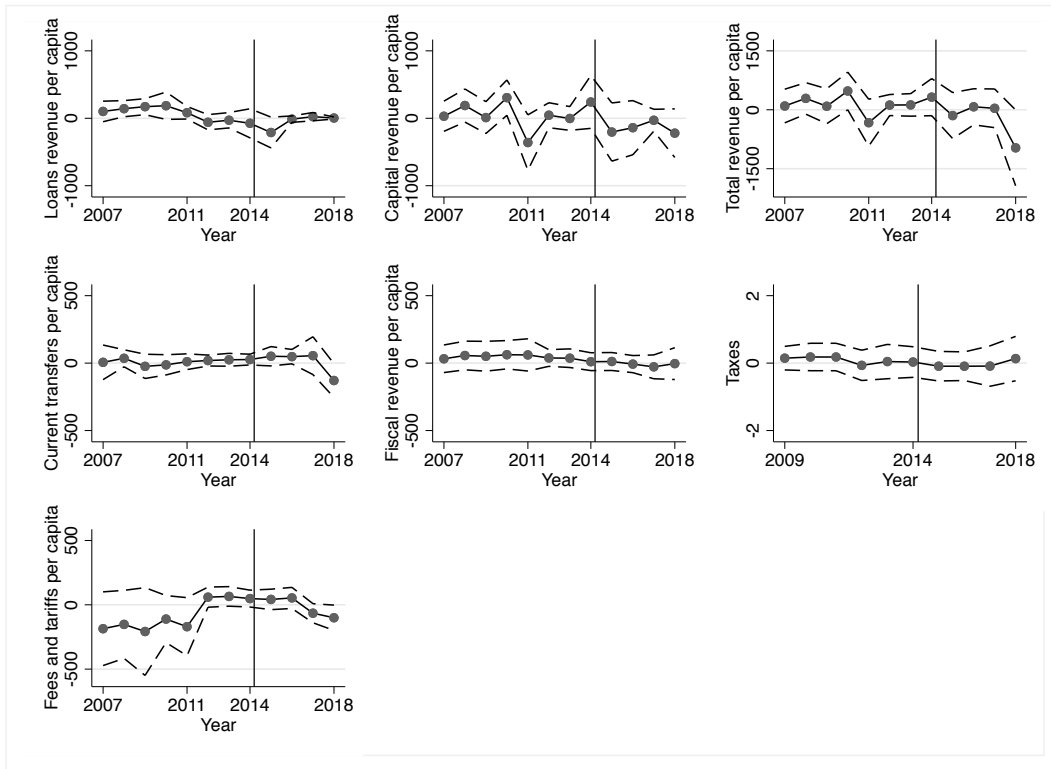 Loans revenue per capita
1000
0
-1000
2007 2011 2014 2018
Year
Capital revenue per capita
1000
0
-1000
2007 2011 2014 2018
Year
Total revenue per capita
1500
0
-1500
2007 2011 2014 2018
Year
Current transfers per capita
500
0
-500
2007 2011 2014 2018
Year
Fiscal revenue per capita
500
0
-500
2007 2011 2014 2018
Year
Taxes
2
0
-2
2009 2014 2018
Year
Fees and tariffs per capita
500
0
-500
2007 2011 2014 2018
Year